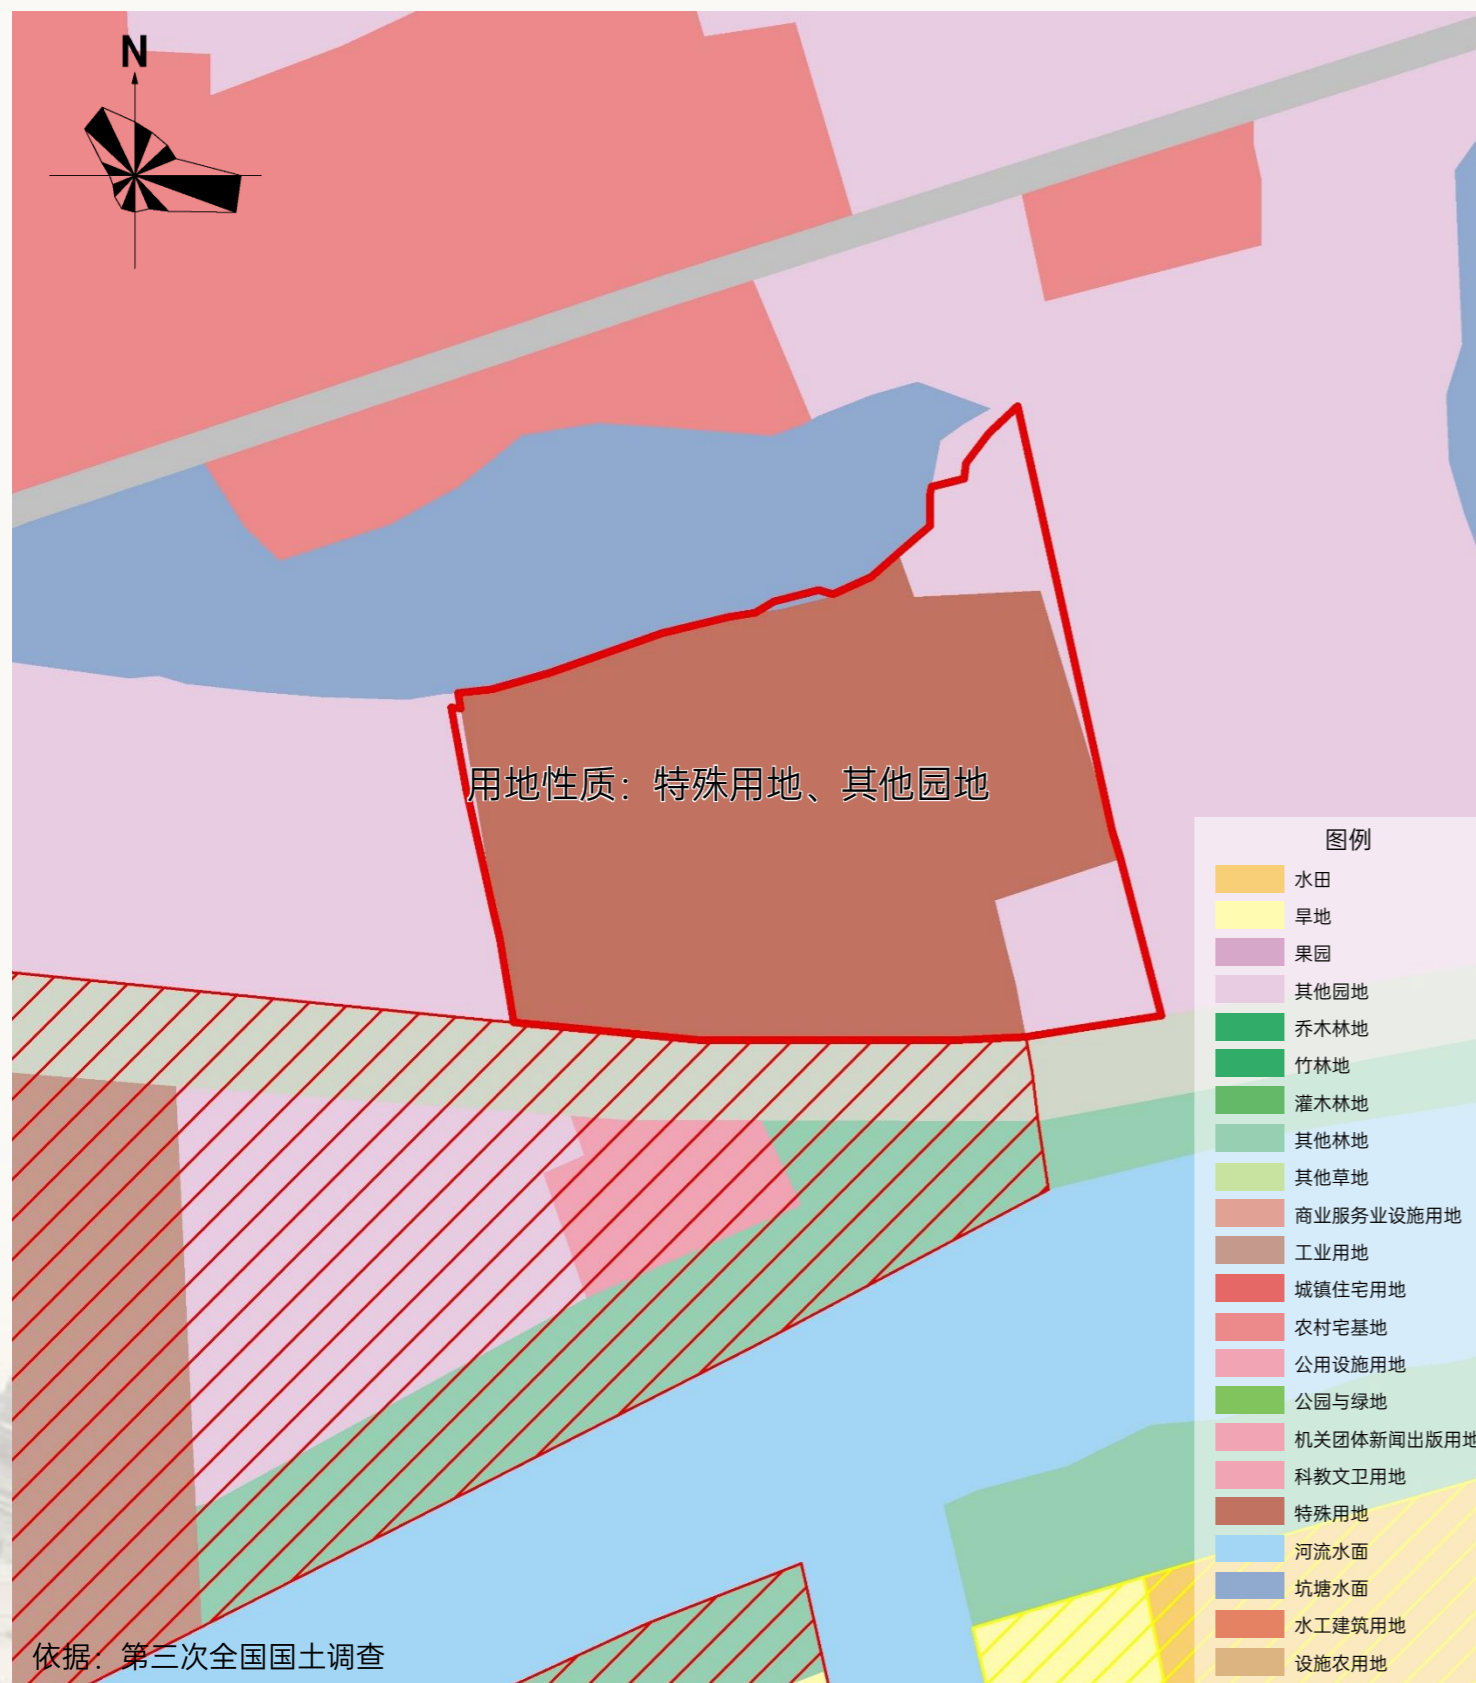 N
用地性质：特殊用地、其他园地
图例
水田
旱地
果园
其他园地
乔木林地
竹林地
灌木林地
其他林地
其他草地
商业服务业设施用地
工业用地
城镇住宅用地
农村宅基地
公用设施用地
公园与绿地
机关团体新闻出版用地
科教文卫用地
特殊用地
河流水面
坑塘水面
水工建筑用地
设施农用地
依据：第三次全国国土调查